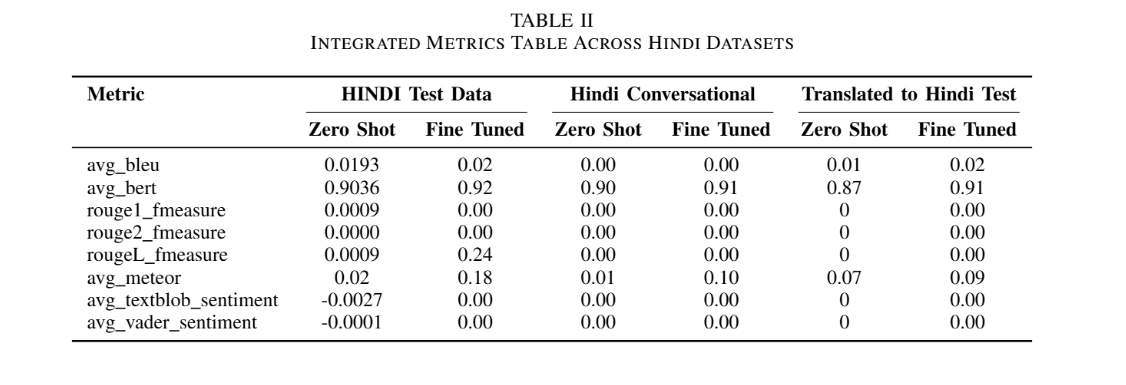 TABLE II
INTEGRATED METRICS TABLE ACROSS HINDI DATASETS
Metric HINDI Test Data Hindi Conversational Translated to Hindi Test
Zero Shot Fine Tuned Zero Shot Fine Tuned Zero Shot Fine Tuned
avg_bleu 0.0193 0.02 0.00 0.00 0.01 0.02
avg_bert 0.9036 0.92 0.90 0.91 0.87 0.91
rouge1_fmeasure 0.0009 0.00 0.00 0.00 0 0.00
rouge2_fmeasure 0.0000 0.00 0.00 0.00 0 0.00
rougeL_fmeasure 0.0009 0.24 0.00 0.00 0 0.00
avg_meteor 0.02 0.18 0.01 0.10 0.07 0.09
avg_textblob_sentiment -0.0027 0.00 0.00 0.00 0 0.00
avg_vader_sentiment -0.0001 0.00 0.00 0.00 0 0.00